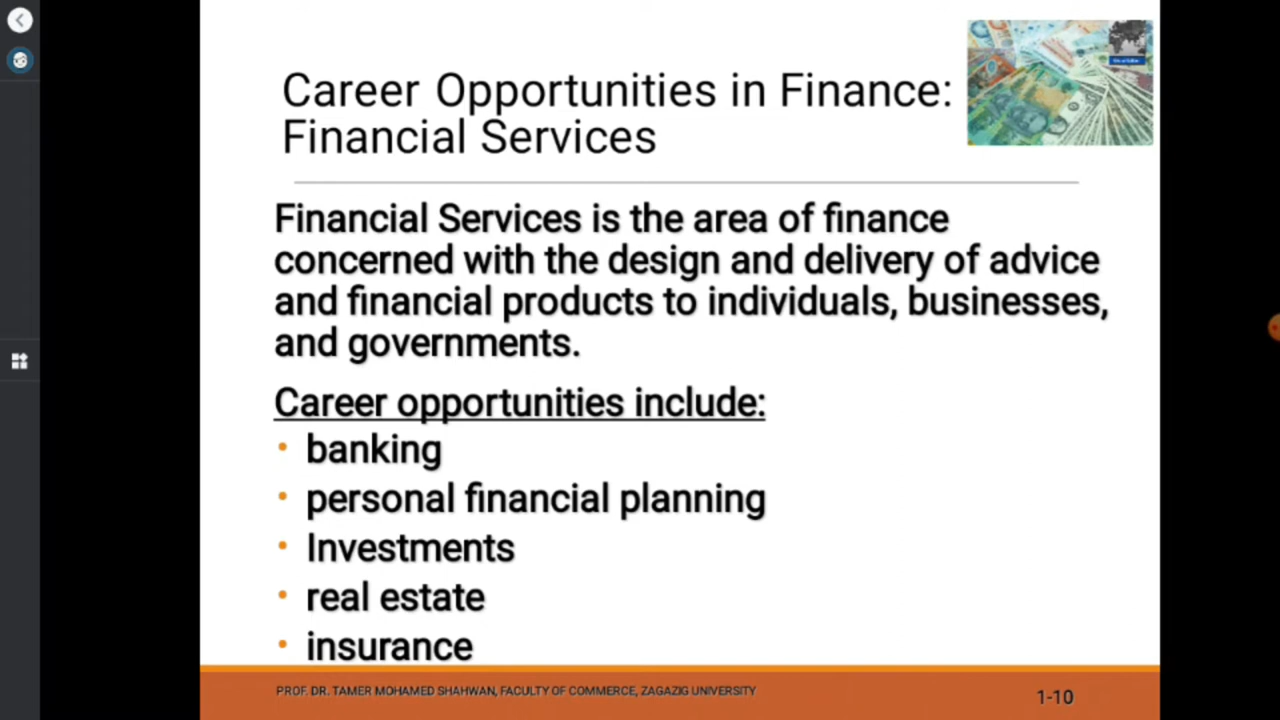 Career Opportunities in Finance:
Financial Services
Financial Services is the area of finance
concerned with the design and delivery of advice
and financial products to individuals, businesses,
and governments.
Career opportunities include:
• banking
• personal financial planning
• Investments
• real estate
• insurance
PROF. DR. TAMER MOHAMED SHAHWAN, FACULTY OF COMMERCE, ZAGAZIG UNIVERSITY
1-10